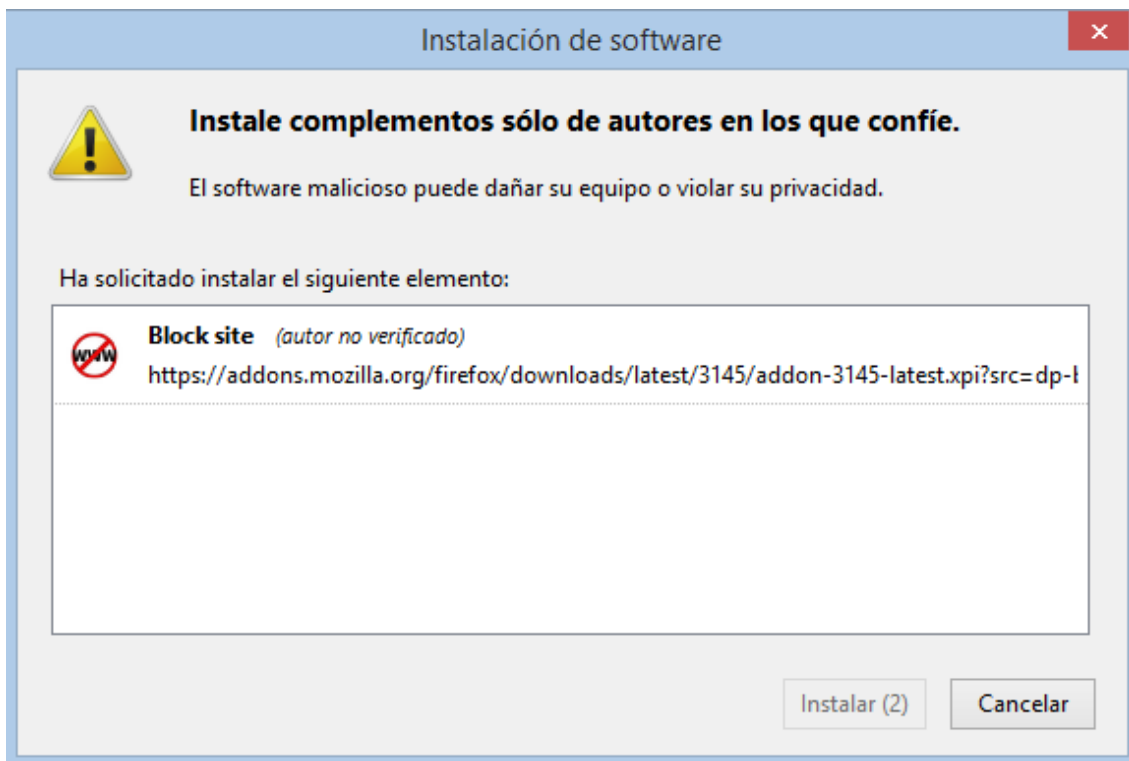 Instalación de software
Instale complementos sólo de autores en los que confíe.
El software malicioso puede dañar su equipo o violar su privacidad.
Ha solicitado instalar el siguiente elemento:
Block site (autor no verificado)
www
https://addons.mozilla.org/firefox/downloads/latest/3145/addon-3145-latest.xpi?src=dp-b
Instalar (2)
Cancelar